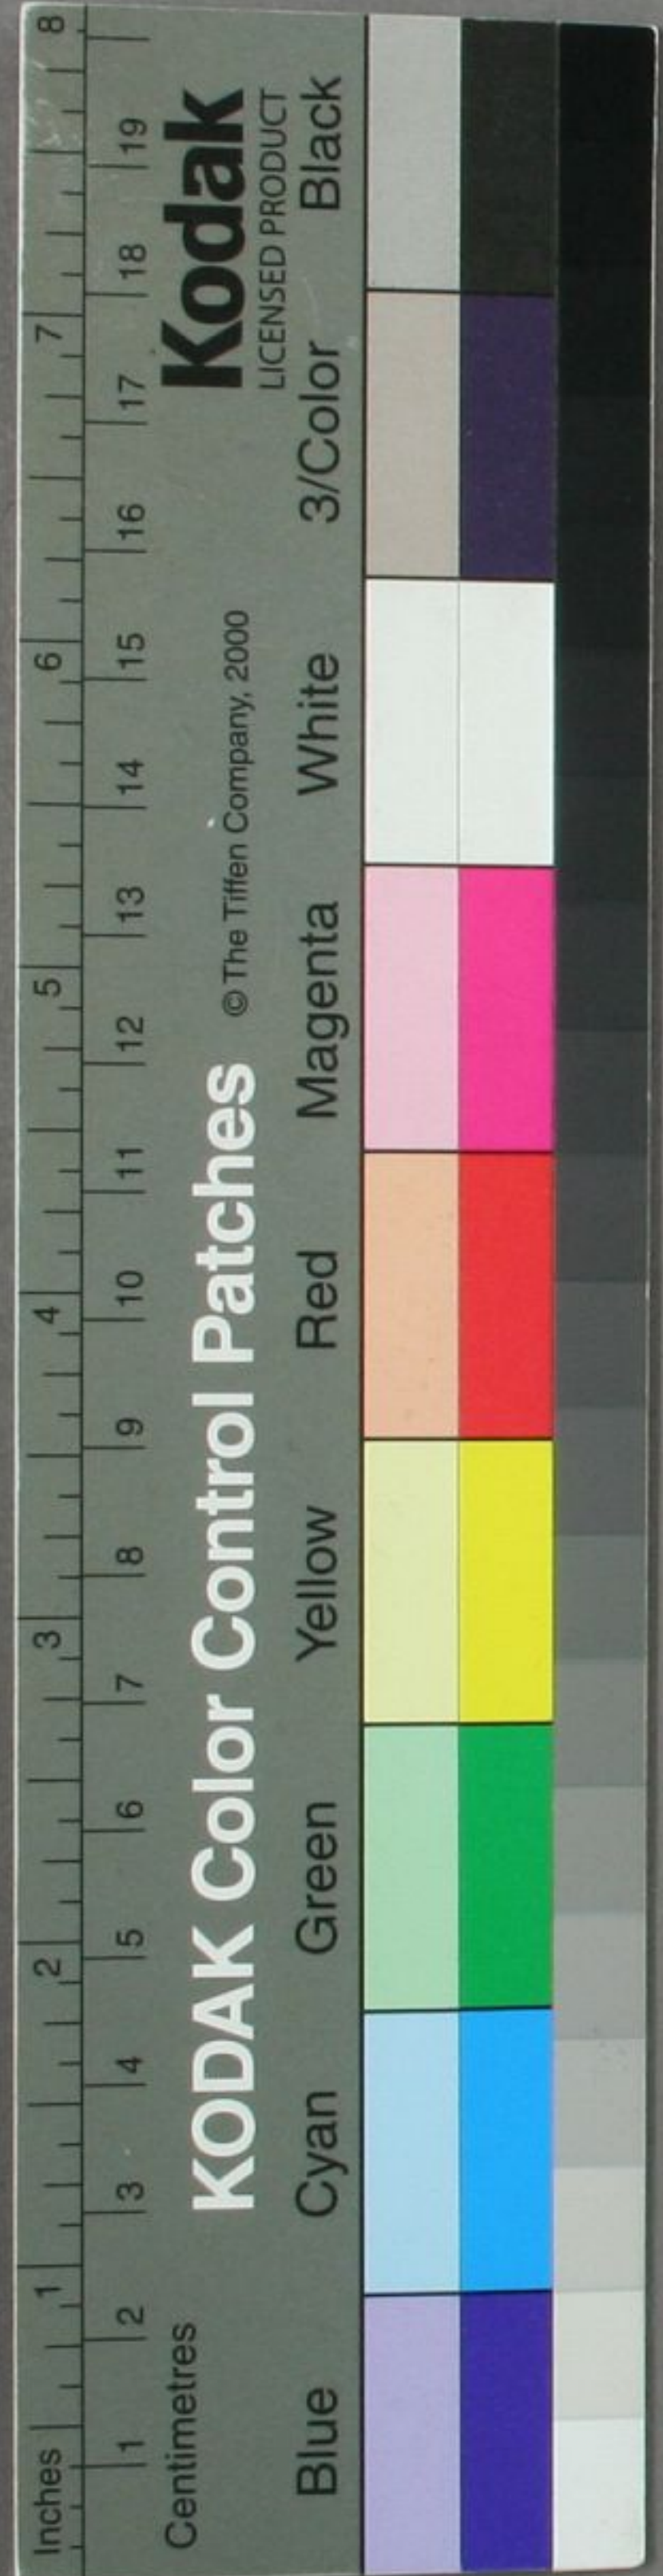 Inches 1 2 3 4 5 6 7 8
1 2 3 4 5 6 7 8 9 10 11 12 13 14 15 16 17 18 19
Centimetres
KODAK Color Control Patches © The Tiffen Company, 2000 Kodak
LICENSED PRODUCT
Blue Cyan Green Yellow Red Magenta White 3/Color Black